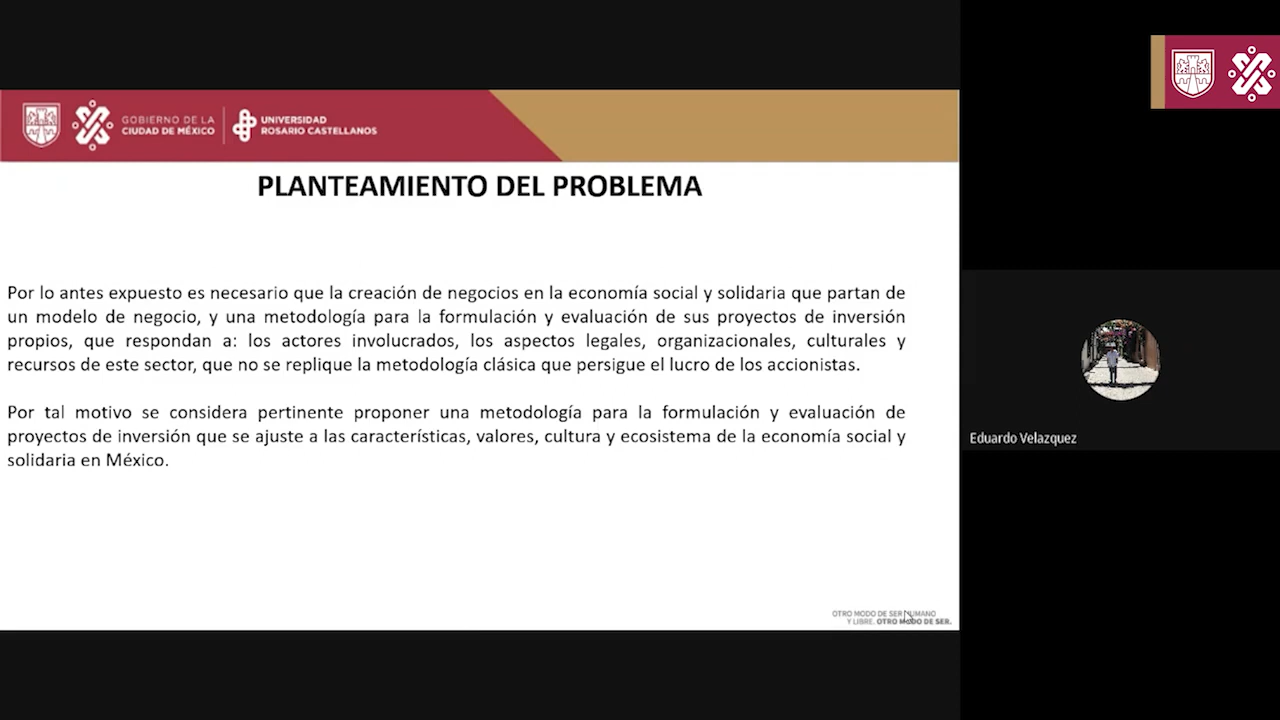 GOBIERNO DE LA
CIUDAD DE MÉXICO
UNIVERSIDAD
ROSARIO CASTELLANOS
PLANTEAMIENTO DEL PROBLEMA
Por lo antes expuesto es necesario que la creación de negocios en la economía social y solidaria que partan de
un modelo de negocio, y una metodología para la formulación y evaluación de sus proyectos de inversión
propios, que respondan a: los actores involucrados, los aspectos legales, organizacionales, culturales y
recursos de este sector, que no se replique la metodología clásica que persigue el lucro de los accionistas.
Por tal motivo se considera pertinente proponer una metodología para la formulación y evaluación de
proyectos de inversión que se ajuste a las características, valores, cultura y ecosistema de la economía social y
solidaria en México.
OTRO MODO DE SER HUMANO
Y LIBRE. OTRO MODO DE SER.
Eduardo Velazquez